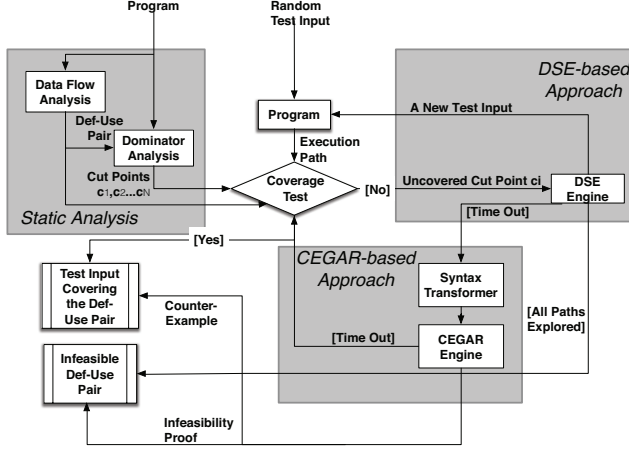 Program
Random
Test Input
Data Flow
Analysis
Def-Use
Pair
Dominator
Analysis
Cut Points
c1,c2...cN
Static Analysis
Program
Execution
Path
Coverage
Test
[No]
Uncovered Cut Point ci
DSE-based
Approach
A New Test Input
DSE
Engine
[Time Out]
[Yes]
CEGAR-based
Approach
Syntax
Transformer
CEGAR
Engine
[Time Out]
[All Paths
Explored]
Test Input
Covering
the Def-
Use Pair
Counter-
Example
Infeasible
Def-Use
Pair
Infeasibility
Proof